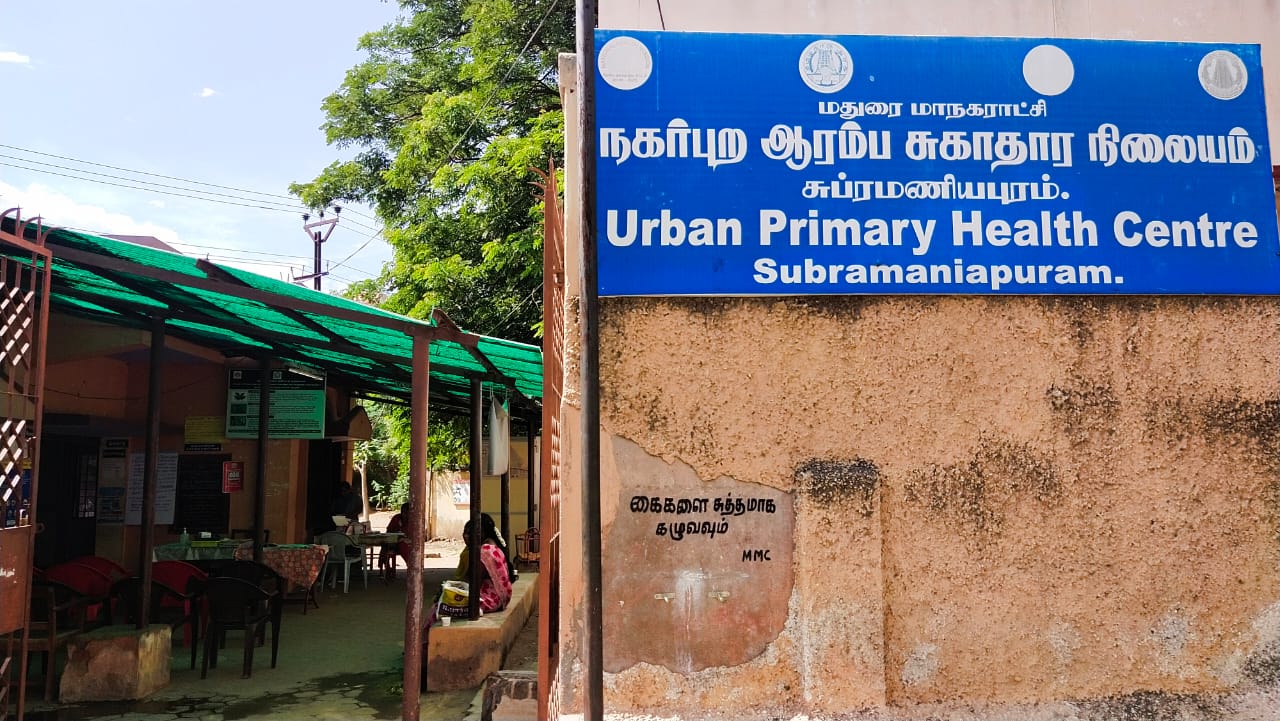 மதுரை மாநகராட்சி
நகர்புற ஆரம்ப சுகாதார நிலையம்
சுப்ரமணியபுரம்.
Urban Primary Health Centre
Subramaniapuram.
கைகளை சுத்தமாக
கழுவவும்
MMC